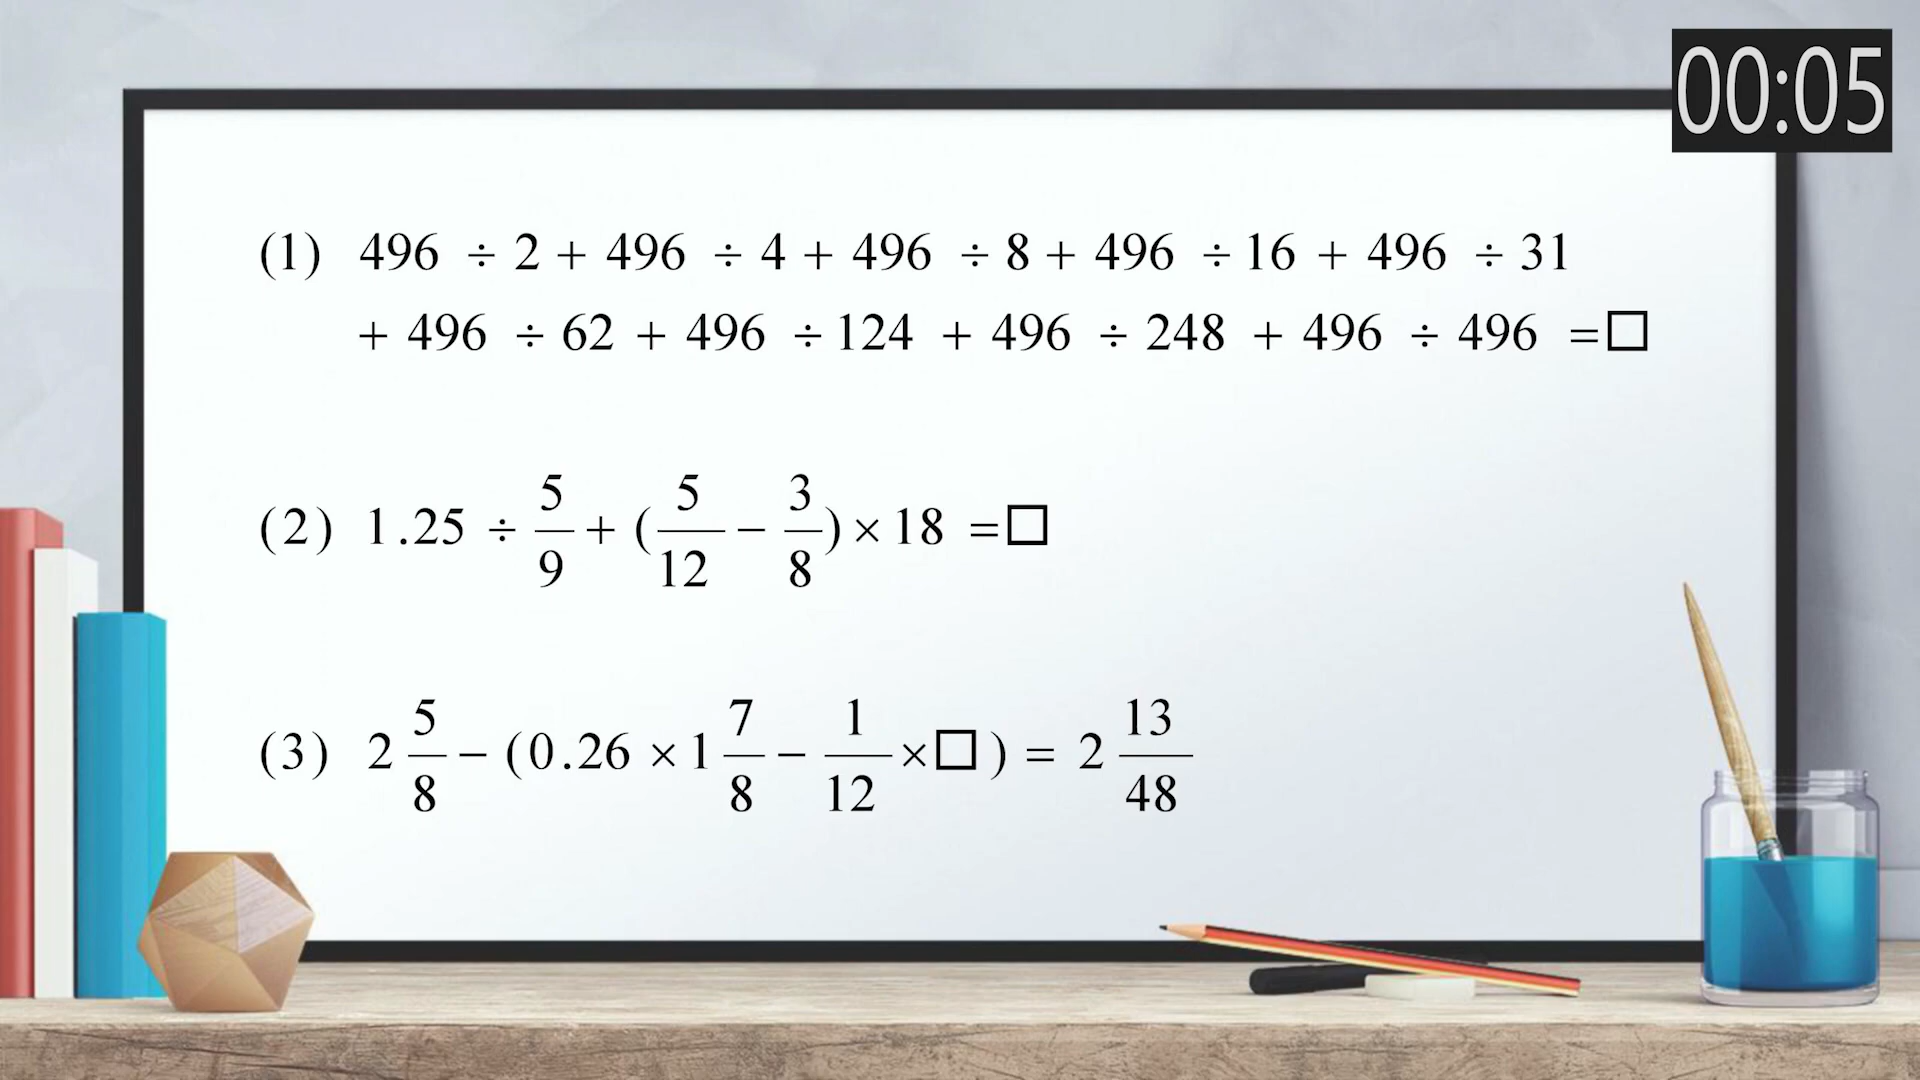 00:05
(1) 496 ÷ 2 + 496 ÷ 4 + 496 ÷ 8 + 496 ÷ 16 + 496 ÷ 31
+ 496 ÷ 62 + 496 ÷ 124 + 496 ÷ 248 + 496 ÷ 496 = □
(2) 1.25 ÷ 5/9 + (5/12 − 3/8) × 18 = □
(3) 2 5/8 − (0.26 × 1 7/8 − 1/12 × □) = 2 13/48